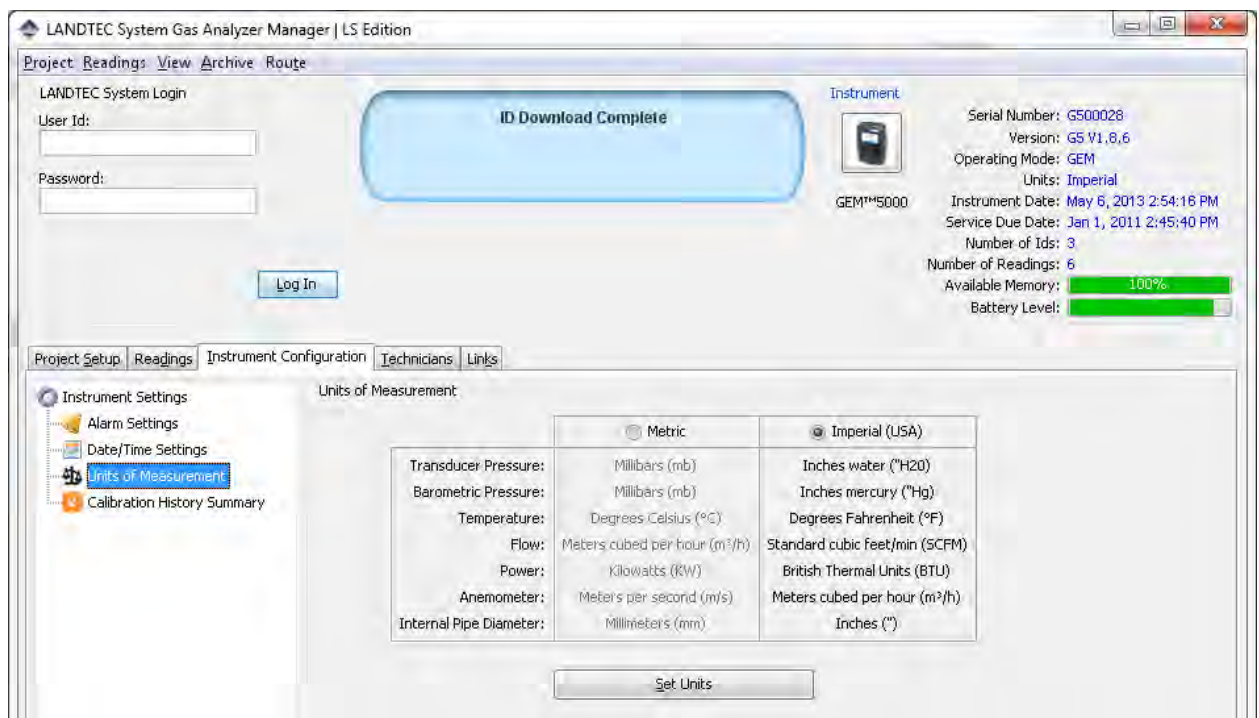 LANDTEC System Gas Analyzer Manager | LS Edition
Project Readings View Archive Route
LANDTEC System Login
User Id:
Password:
Log In
ID Download Complete
Instrument
GEM™5000
Serial Number: G500028
Version: G5 V1,8,6
Operating Mode: GEM
Units: Imperial
Instrument Date: May 6, 2013 2:54:16 PM
Service Due Date: Jan 1, 2011 2:45:40 PM
Number of Ids: 3
Number of Readings: 6
Available Memory: 100%
Battery Level:
Project Setup Readings Instrument Configuration Technicians Links
Instrument Settings
Alarm Settings
Date/Time Settings
Units of Measurement
Calibration History Summary
Units of Measurement
Metric Imperial (USA)
Transducer Pressure: Millibars (mb) Inches water ("H20)
Barometric Pressure: Millibars (mb) Inches mercury ("Hg)
Temperature: Degrees Celsius (°C) Degrees Fahrenheit (°F)
Flow: Meters cubed per hour (m³/h) Standard cubic feet/min (SCFM)
Power: Kilowatts (KW) British Thermal Units (BTU)
Anemometer: Meters per second (m/s) Meters cubed per hour (m³/h)
Internal Pipe Diameter: Millimeters (mm) Inches (")
Set Units